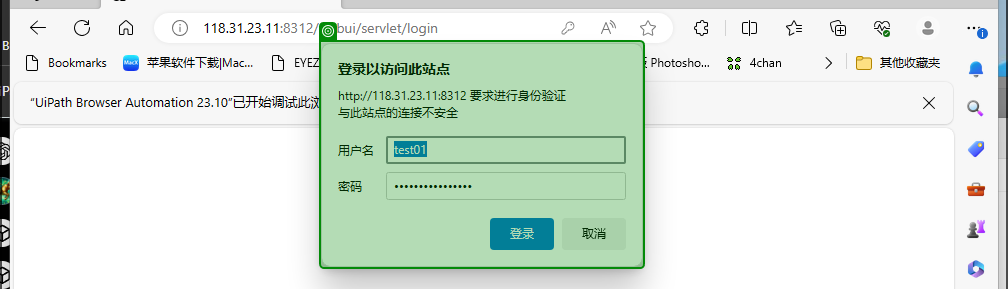 118.31.23.11:8312/ bui/servlet/login
Bookmarks
MacX
苹果软件下载|Mac...
EYEZ
Photosho...
4chan
其他收藏夹
“UiPath Browser Automation 23.10”已开始调试此浏
登录以访问此站点
http://118.31.23.11:8312 要求进行身份验证
与此站点的连接不安全
用户名
test01
密码
••••••••••••••••
登录
取消